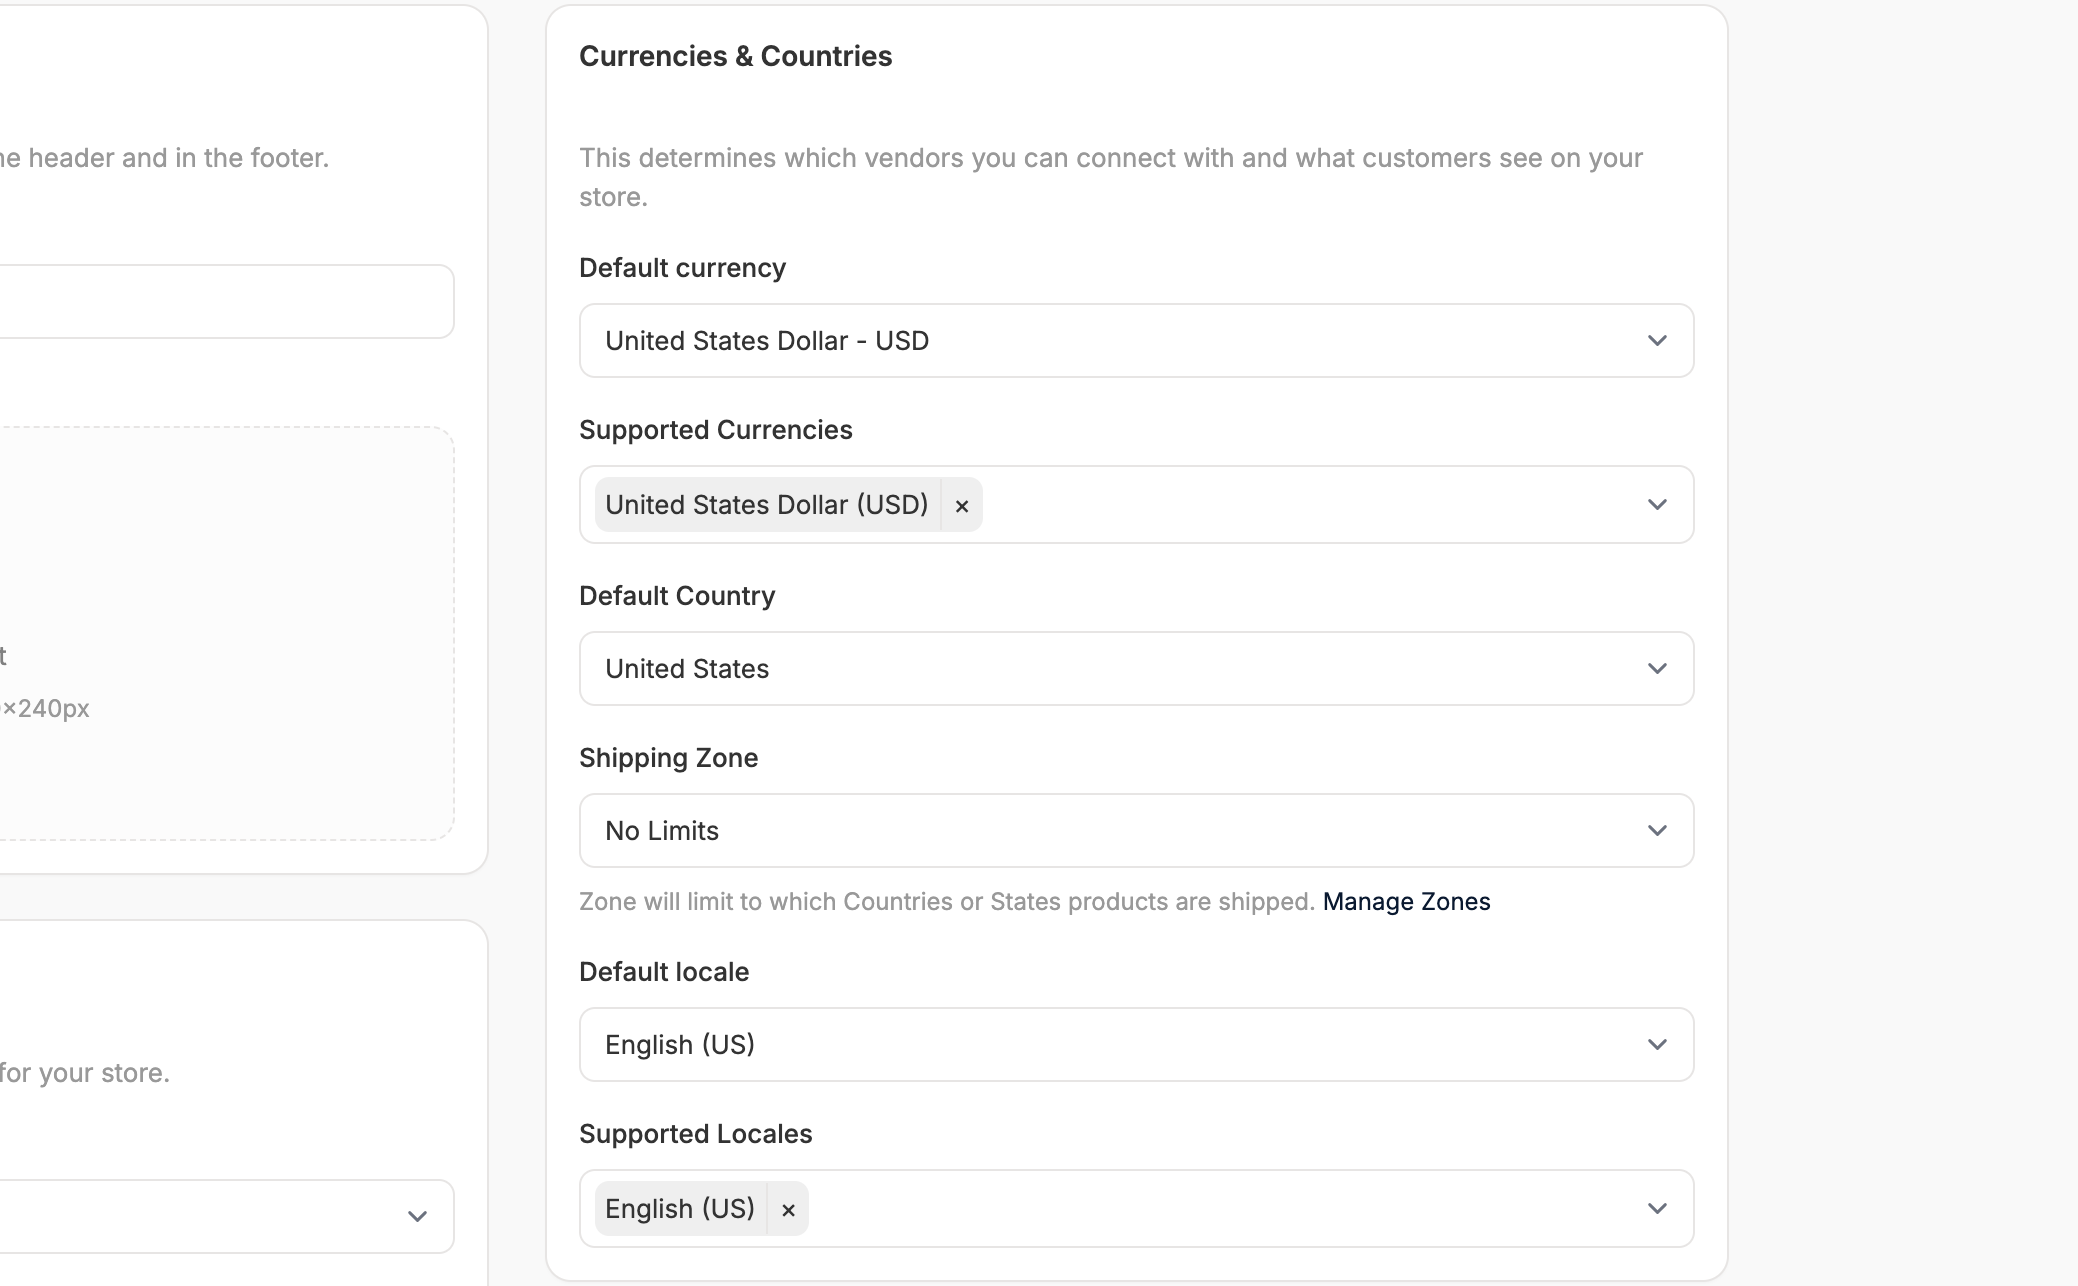 he header and in the footer.
t
×240px
for your store.
Currencies & Countries
This determines which vendors you can connect with and what customers see on your
store.
Default currency
United States Dollar - USD
Supported Currencies
United States Dollar (USD) ×
Default Country
United States
Shipping Zone
No Limits
Zone will limit to which Countries or States products are shipped. Manage Zones
Default locale
English (US)
Supported Locales
English (US) ×